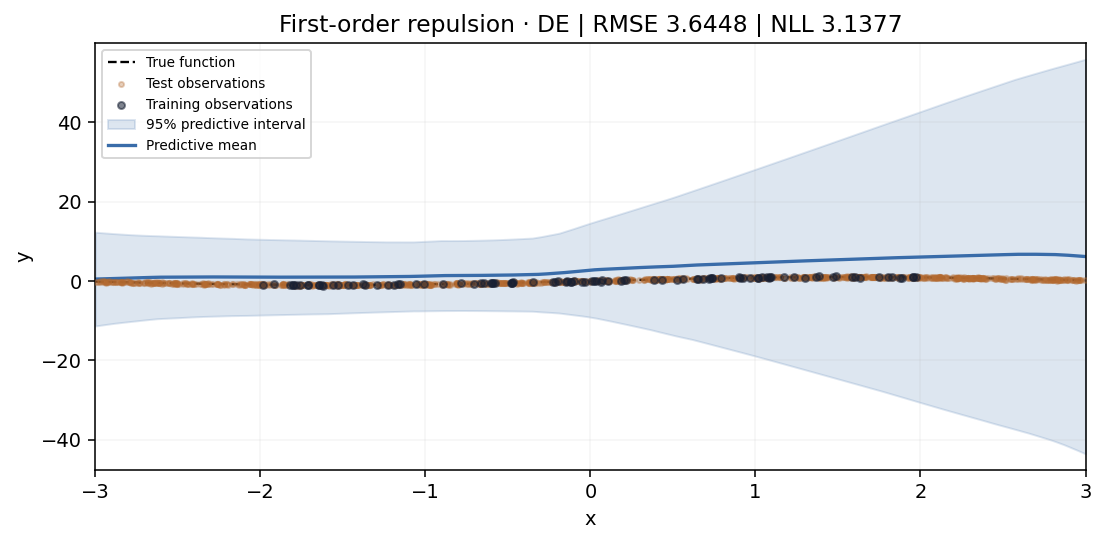 First-order repulsion · DE | RMSE 3.6448 | NLL 3.1377
True function
Test observations
Training observations
95% predictive interval
Predictive mean
40
20
0
−20
−40
y
−3
−2
−1
0
1
2
3
x